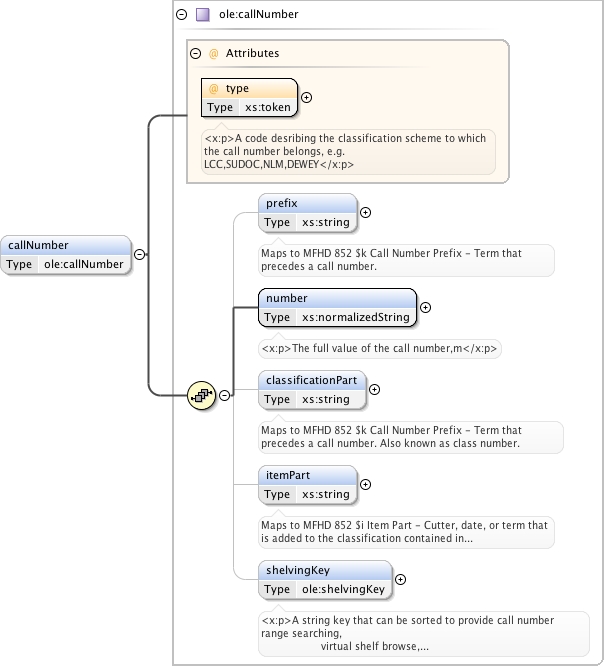 ole:callNumber
@ Attributes
@ type
Type xs:token
<x:p>A code desribing the classification scheme to which
the call number belongs, e.g.
LCC,SUDOC,NLM,DEWEY</x:p>
prefix
Type xs:string
Maps to MFHD 852 $k Call Number Prefix - Term that
precedes a call number.
callNumber
Type ole:callNumber
number
Type xs:normalizedString
<x:p>The full value of the call number,m</x:p>
classificationPart
Type xs:string
Maps to MFHD 852 $k Call Number Prefix - Term that
precedes a call number. Also known as class number.
itemPart
Type xs:string
Maps to MFHD 852 $i Item Part - Cutter, date, or term that
is added to the classification contained in...
shelvingKey
Type ole:shelvingKey
<x:p>A string key that can be sorted to provide call number
range searching,
virtual shelf browse,...